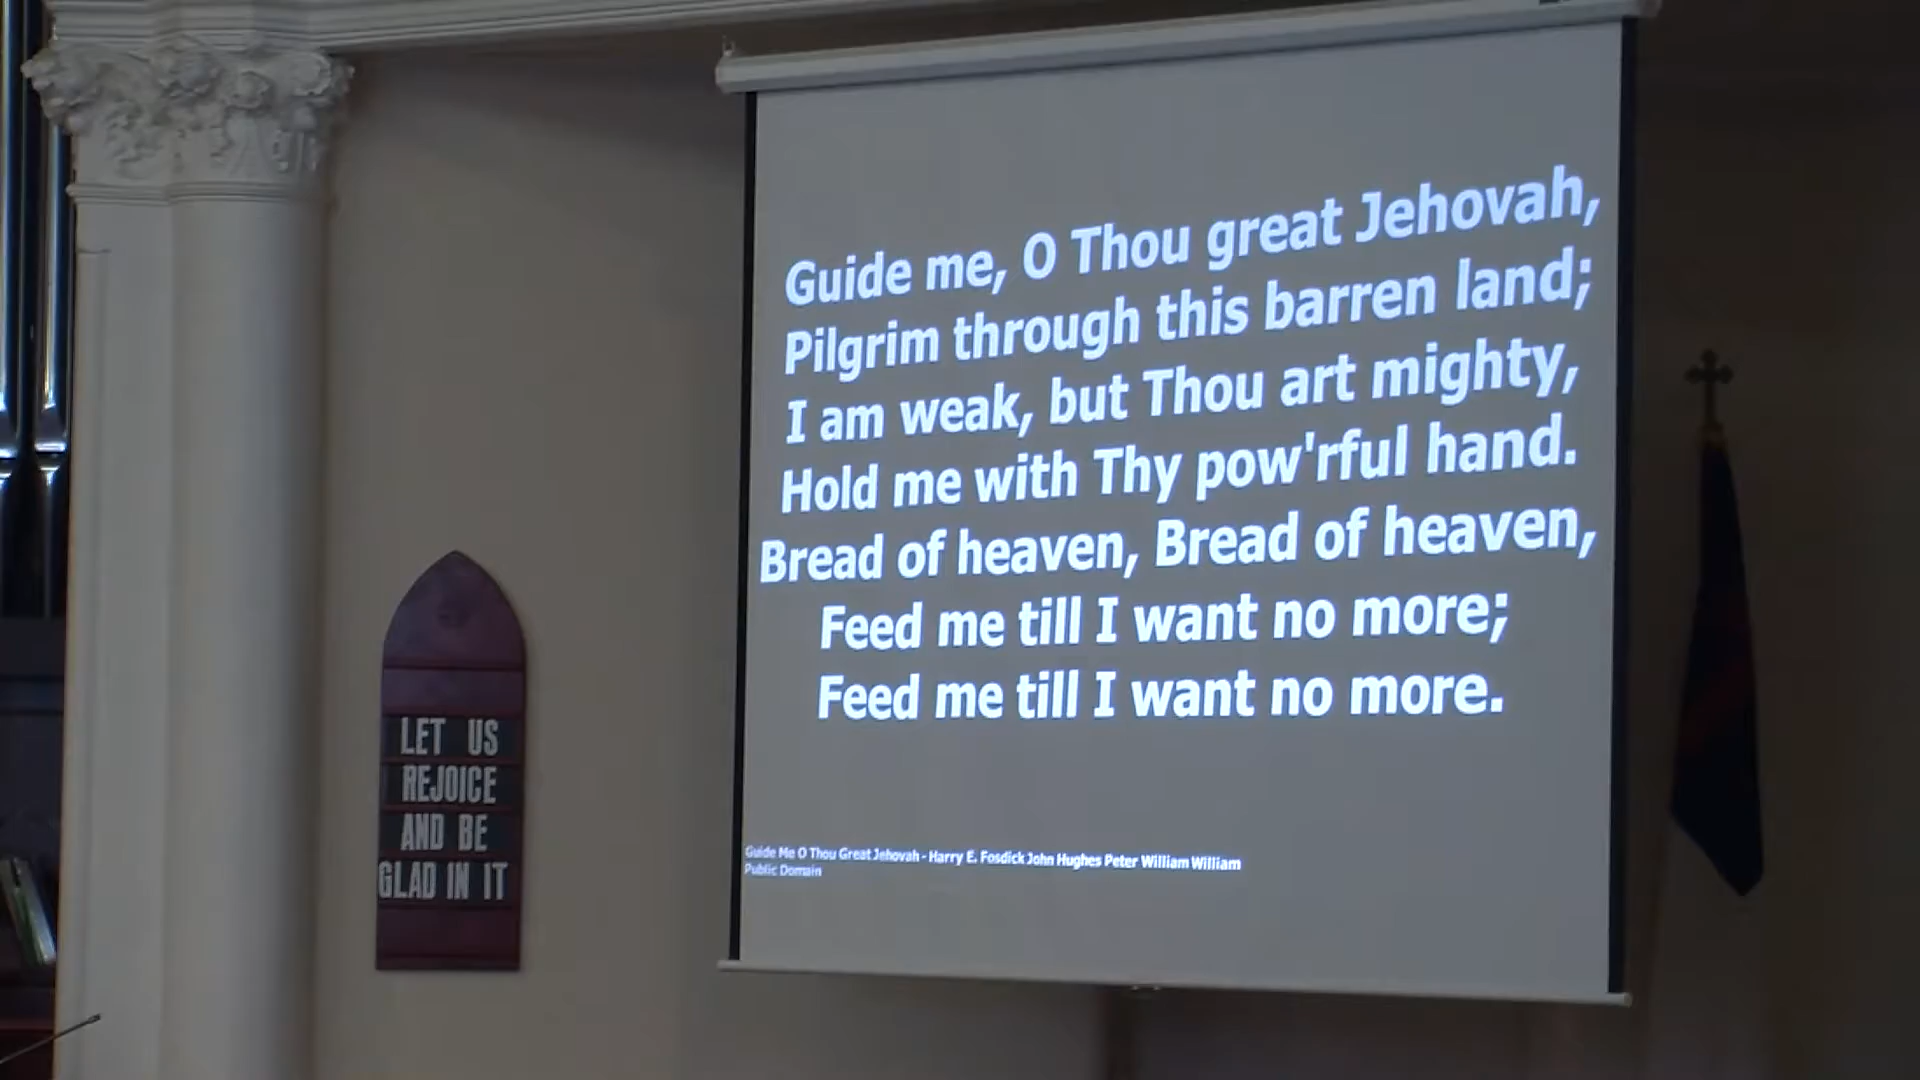 Guide me, O Thou great Jehovah,
Pilgrim through this barren land;
I am weak, but Thou art mighty,
Hold me with Thy pow'rful hand.
Bread of heaven, Bread of heaven,
Feed me till I want no more;
Feed me till I want no more.
Guide Me O Thou Great Jehovah - Harry E. Fosdick John Hughes Peter William William
Public Domain
LET US
REJOICE
AND BE
GLAD IN IT